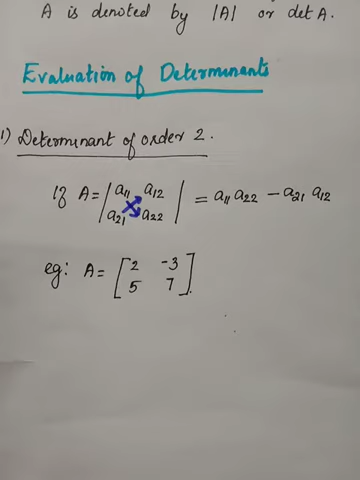 A is denoted by |A| or det A.
Evaluation of Determinants
1) Determinant of order 2.
If A = | a11 a12 | = a11 a22 - a21 a12
| a21 a22 |
eg: A = [ 2 -3 ]
[ 5 7 ]